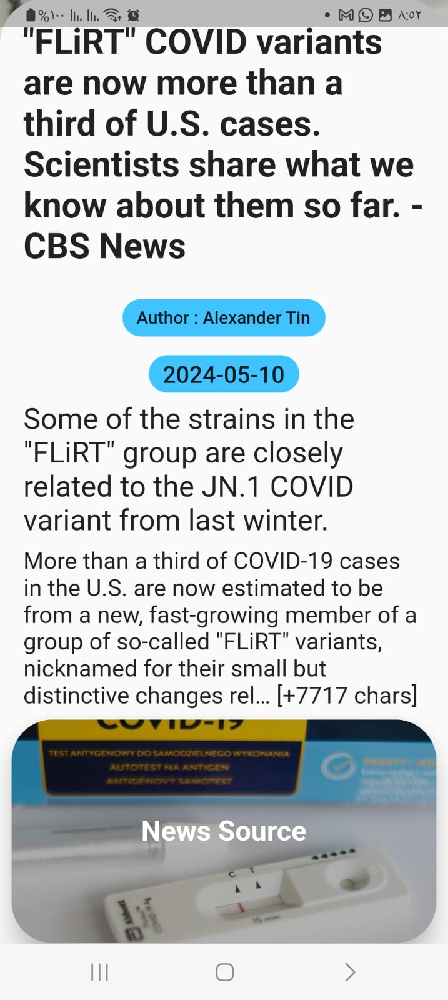 %١٠٠
٨:٥٢
"FLiRT" COVID variants
are now more than a
third of U.S. cases.
Scientists share what we
know about them so far. -
CBS News
Author : Alexander Tin
2024-05-10
Some of the strains in the
"FLiRT" group are closely
related to the JN.1 COVID
variant from last winter.
More than a third of COVID-19 cases
in the U.S. are now estimated to be
from a new, fast-growing member of a
group of so-called "FLiRT" variants,
nicknamed for their small but
distinctive changes rel… [+7717 chars]
COVID-19
TEST ANTYGENOWY DO SAMODZIELNEGO WYKONANIA
AUTOTEST NA ANTIGEN
ANTIGÉNOVÝ SAMOTEST
News Source
C T
15 min
Abbott